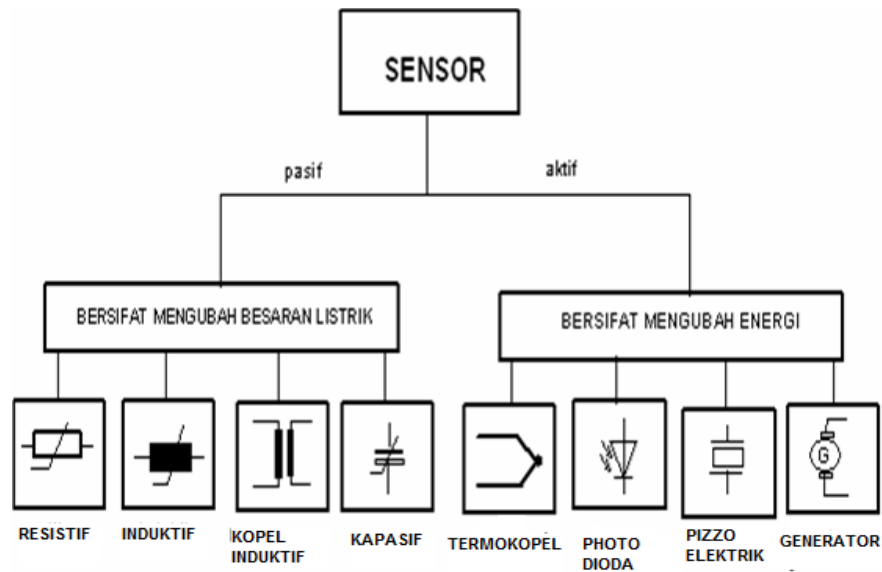 SENSOR
pasif
aktif
BERSIFAT MENGUBAH BESARAN LISTRIK
BERSIFAT MENGUBAH ENERGI
G
RESISTIF
INDUKTIF
KOPEL
INDUKTIF
KAPASIF
TERMOKOPEL
PHOTO
DIODA
PIZZO
ELEKTRIK
GENERATOR